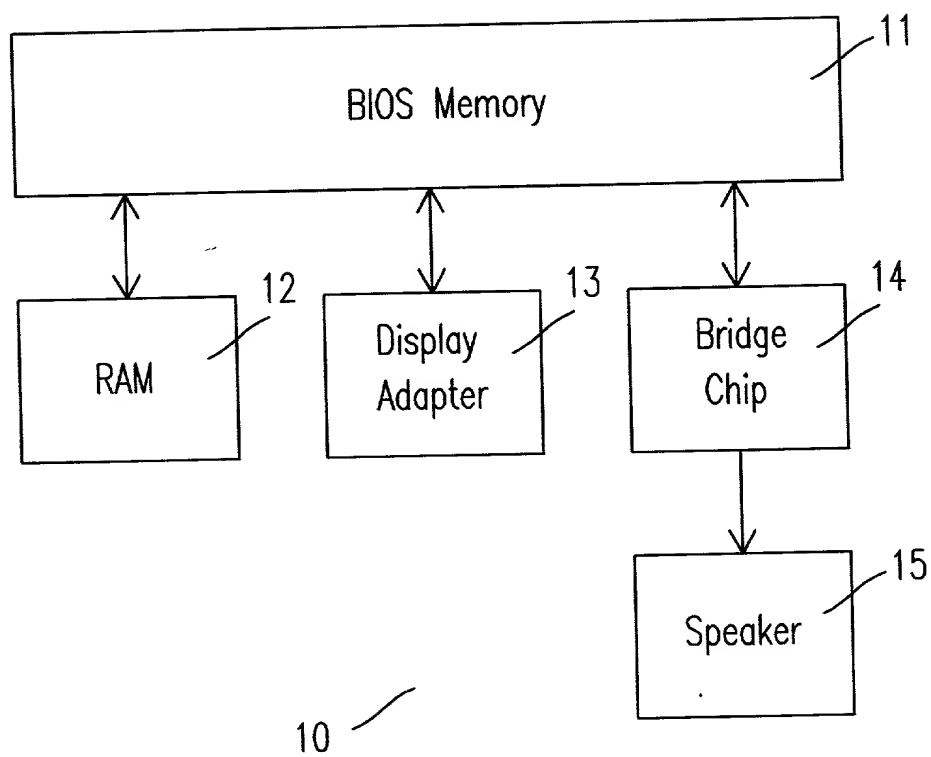 11
BIOS Memory
12
13
14
RAM
Display
Adapter
Bridge
Chip
15
Speaker
10